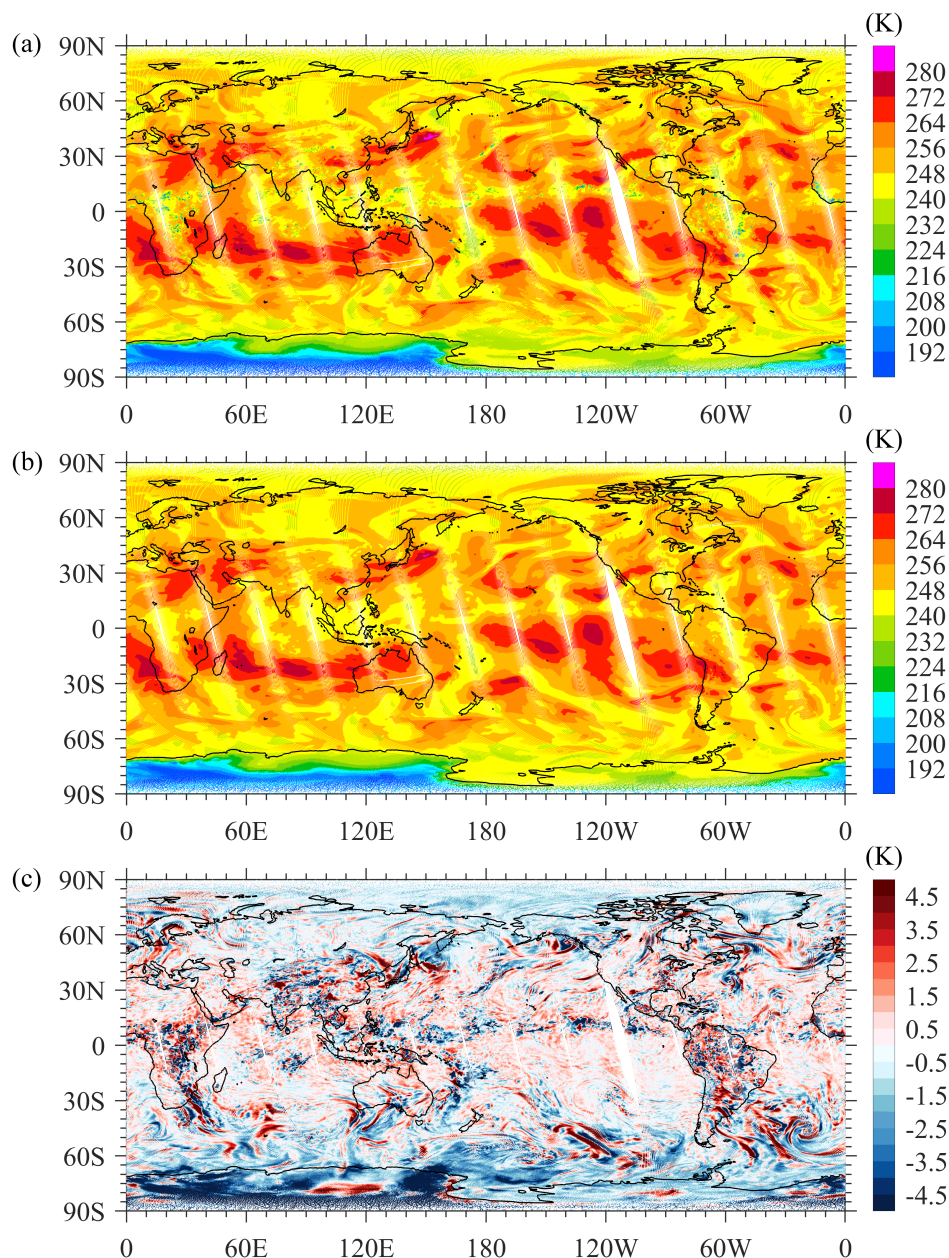 (a)
(K)
90N
60N
30N
0
30S
60S
90S
0 60E 120E 180 120W 60W 0
280
272
264
256
248
240
232
224
216
208
200
192
(b)
(K)
90N
60N
30N
0
30S
60S
90S
0 60E 120E 180 120W 60W 0
280
272
264
256
248
240
232
224
216
208
200
192
(c)
(K)
90N
60N
30N
0
30S
60S
90S
0 60E 120E 180 120W 60W 0
4.5
3.5
2.5
1.5
0.5
-0.5
-1.5
-2.5
-3.5
-4.5